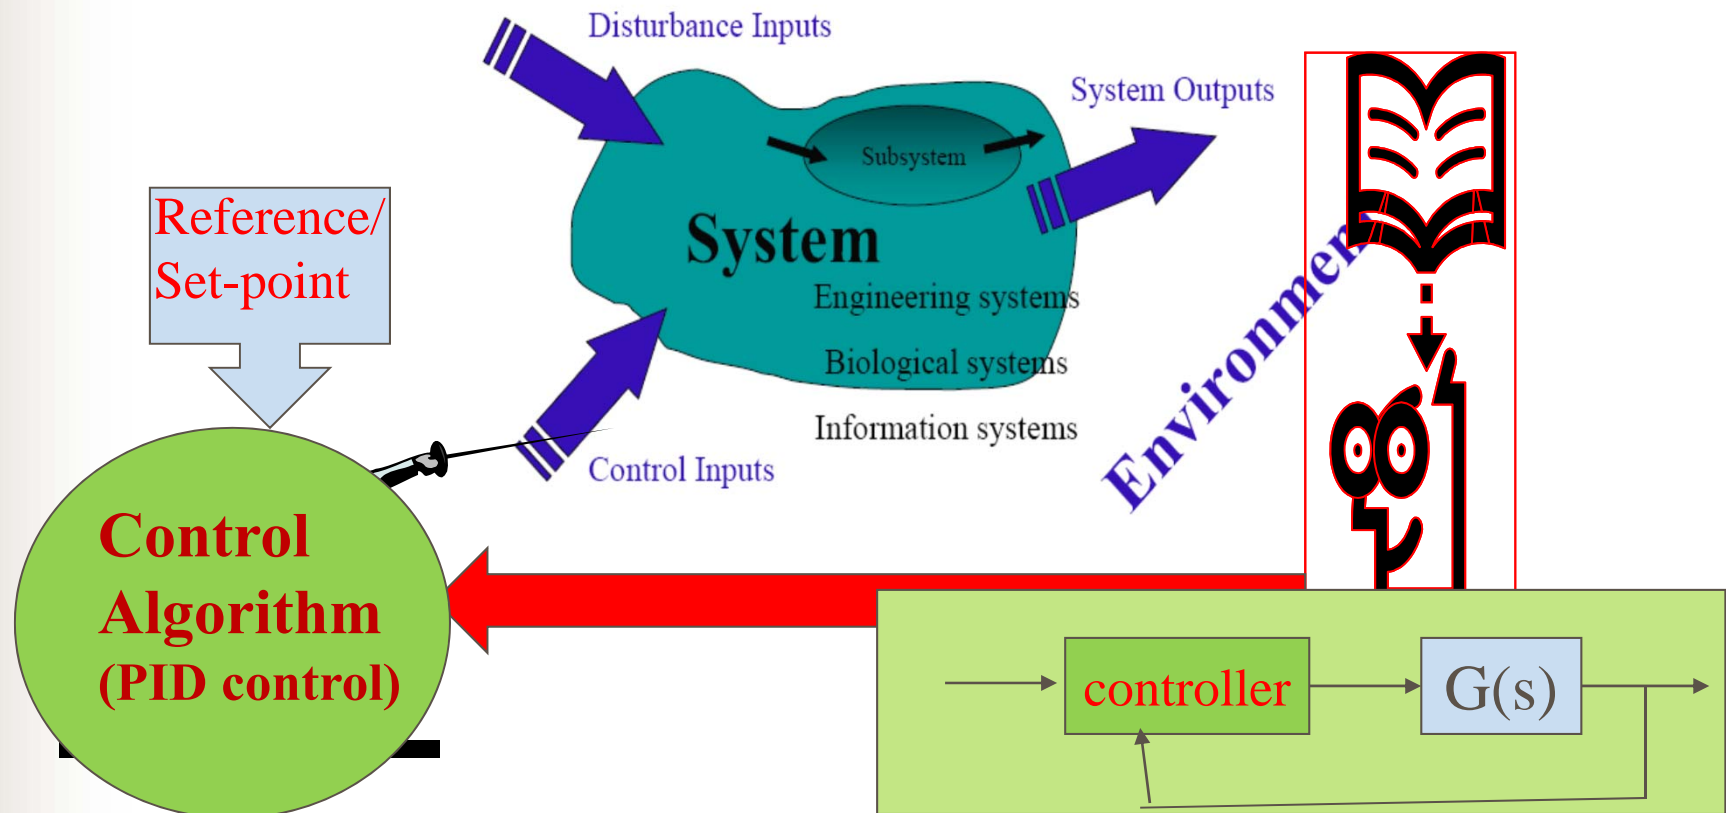 Disturbance Inputs
System Outputs
Subsystem
Reference/
Set-point
System
Engineering systems
Biological systems
Information systems
Environmen
Control Inputs
Control
Algorithm
(PID control)
controller
G(s)